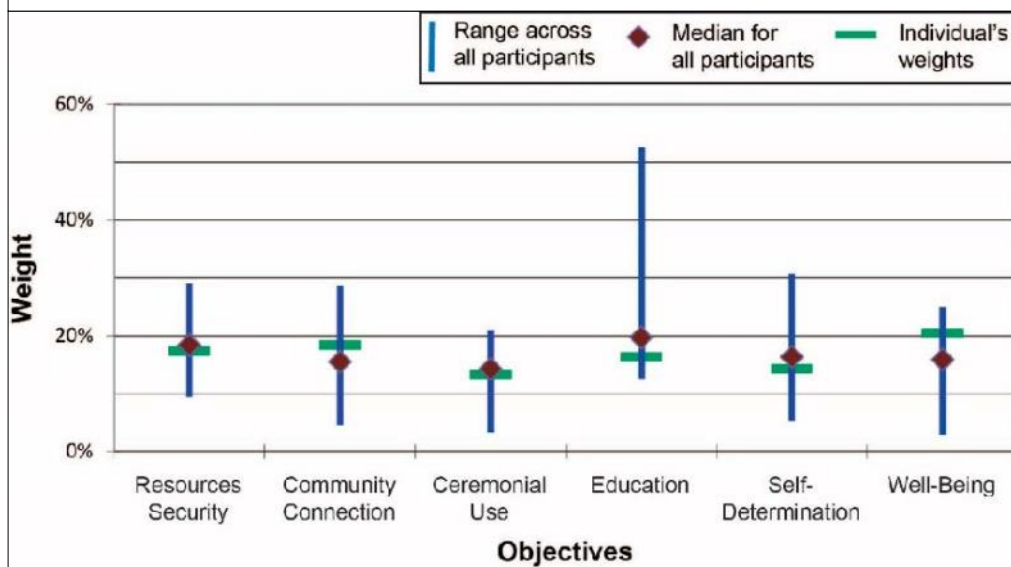 Range across
all participants
Median for
all participants
Individual's
weights
60%
40%
20%
0%
Weight
Resources
Security
Community
Connection
Ceremonial
Use
Education
Self-
Determination
Well-Being
Objectives